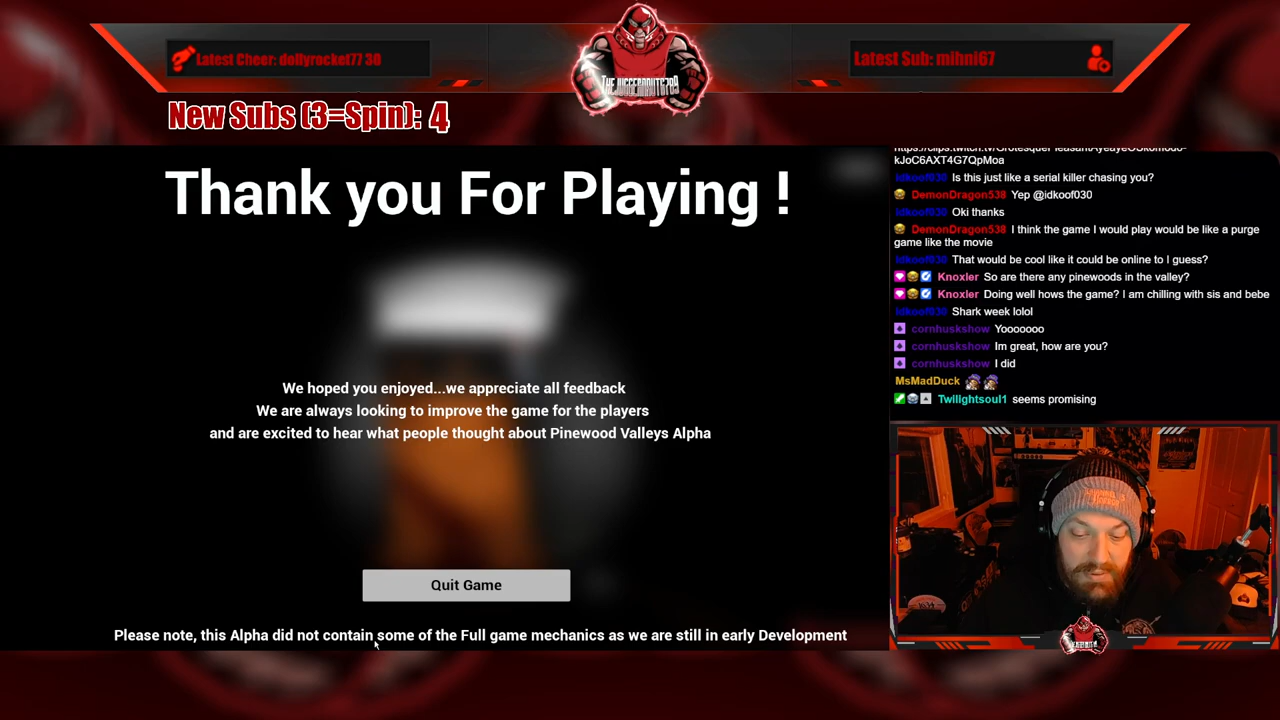 Latest Cheer: dollyrocket77 30
THEJUGGERNAUT6789
Latest Sub: mihni67
New Subs (3=Spin): 4
Thank you For Playing !
We hoped you enjoyed...we appreciate all feedback
We are always looking to improve the game for the players
and are excited to hear what people thought about Pinewood Valleys Alpha
Quit Game
Please note, this Alpha did not contain some of the Full game mechanics as we are still in early Development
kJoC6AXT4G7QpMoa
Idkoof030 Is this just like a serial killer chasing you?
DemonDragon538 Yep @idkoof030
Idkoof030 Oki thanks
DemonDragon538 I think the game I would play would be like a purge
game like the movie
Idkoof030 That would be cool like it could be online to I guess?
Knoxler So are there any pinewoods in the valley?
Knoxler Doing well hows the game? I am chilling with sis and bebe
Idkoof030 Shark week lolol
cornhuskshow Yooooooo
cornhuskshow Im great, how are you?
cornhuskshow I did
MsMadDuck
Twilightsoul1 seems promising